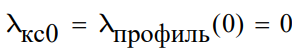 λкс0 = λпрофиль(0) = 0